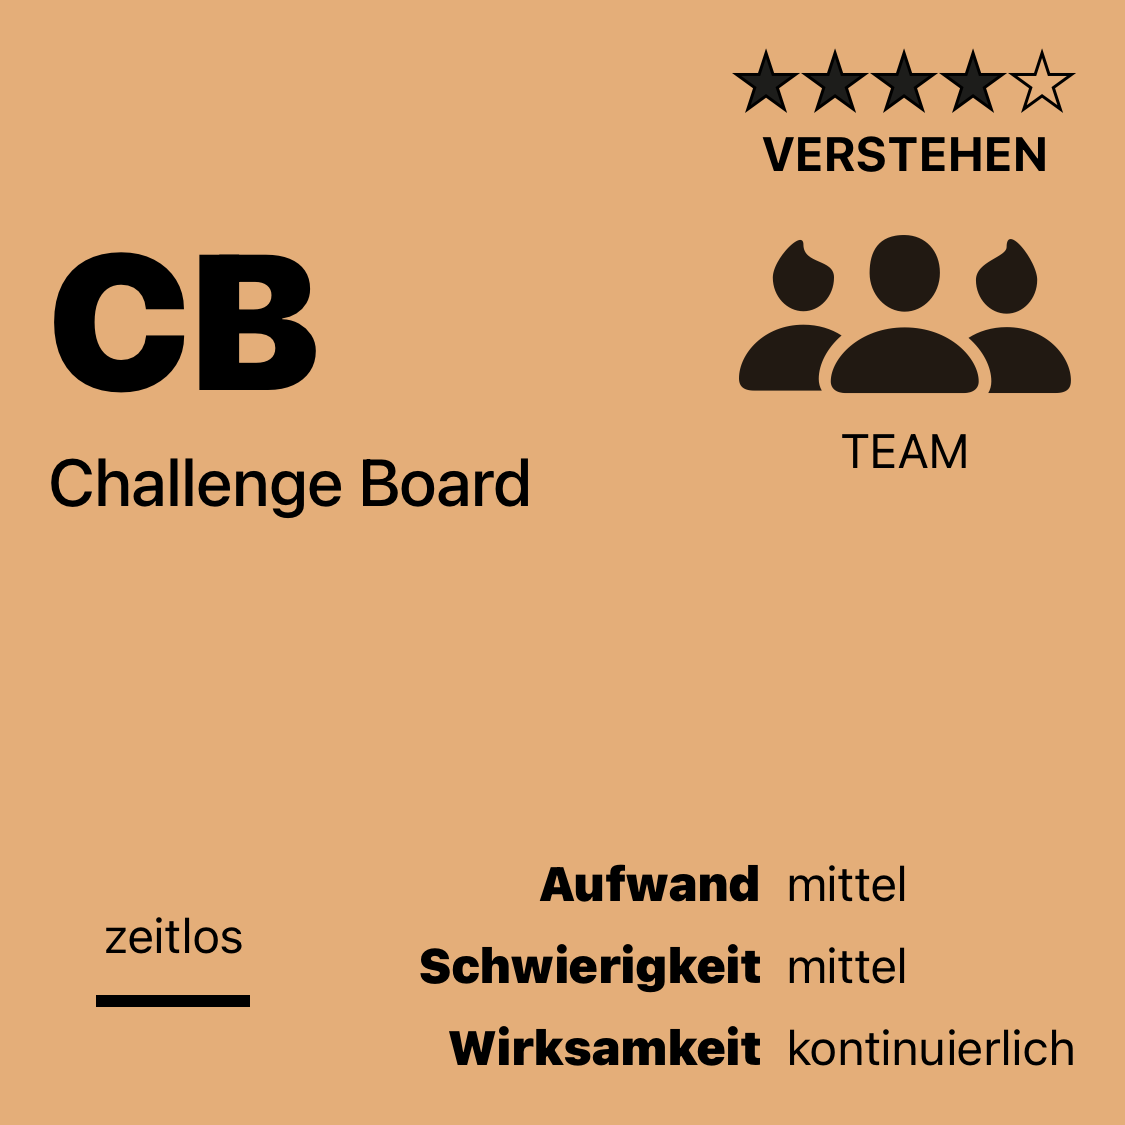 ★★★★☆
VERSTEHEN
CB
Challenge Board
TEAM
zeitlos
Aufwand mittel
Schwierigkeit mittel
Wirksamkeit kontinuierlich